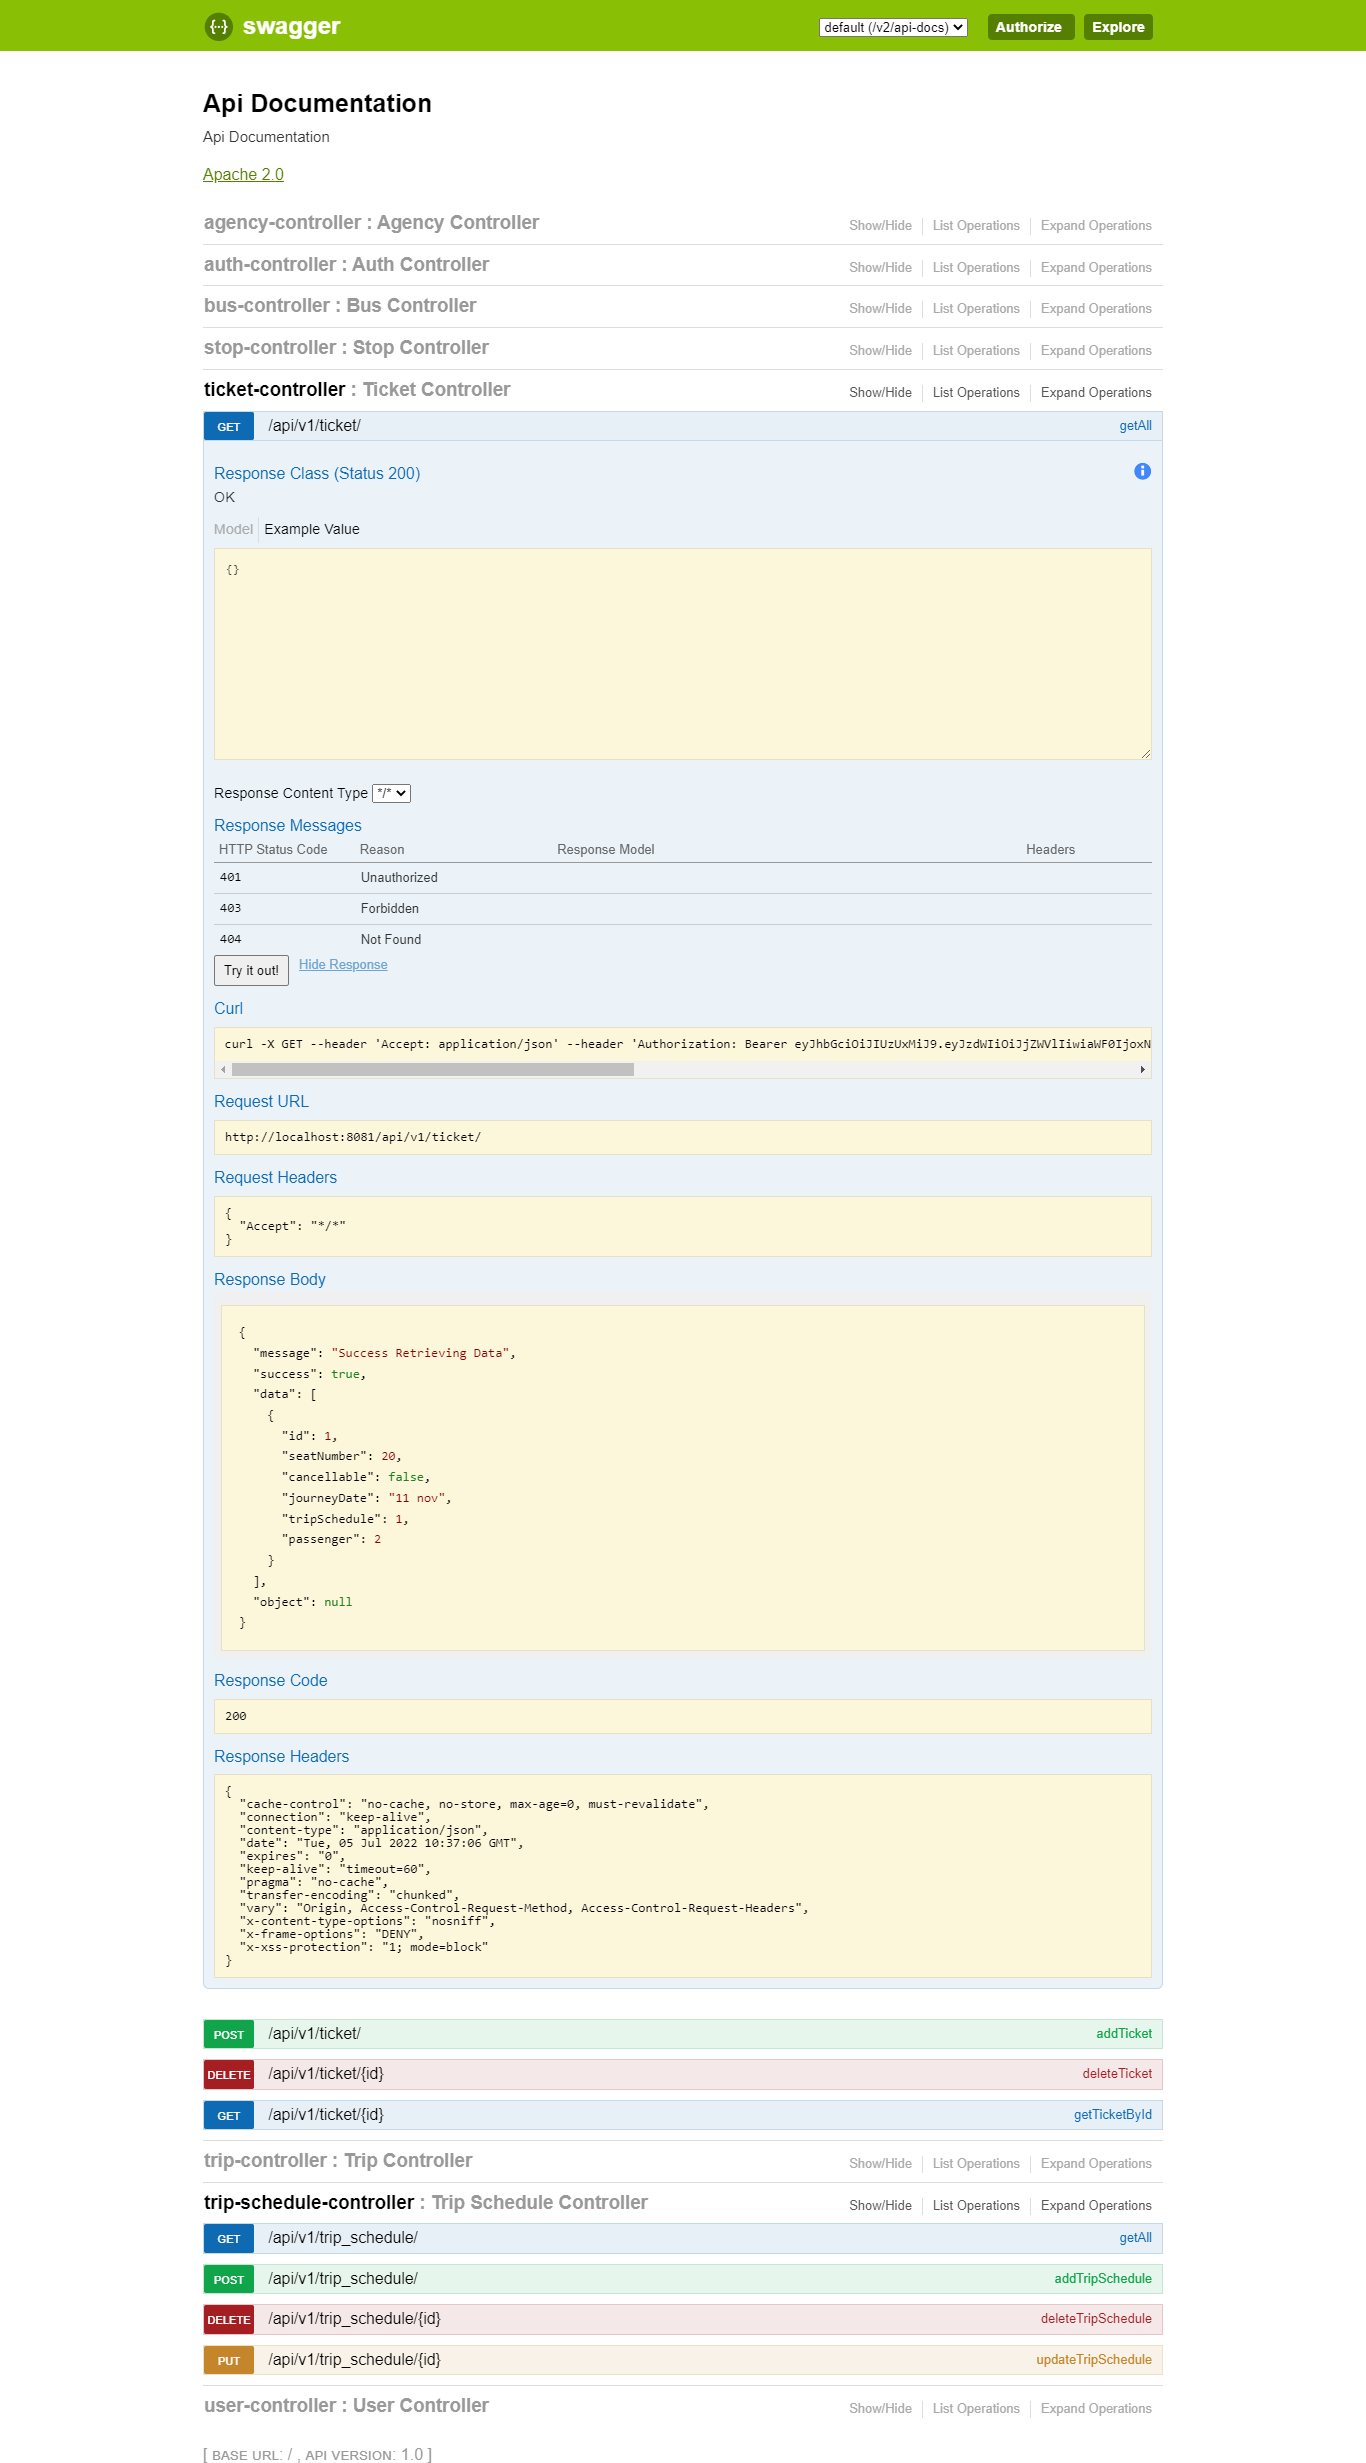 swagger
default (/v2/api-docs)
Authorize
Explore
Api Documentation
Api Documentation
Apache 2.0
agency-controller : Agency Controller Show/Hide List Operations Expand Operations
auth-controller : Auth Controller Show/Hide List Operations Expand Operations
bus-controller : Bus Controller Show/Hide List Operations Expand Operations
stop-controller : Stop Controller Show/Hide List Operations Expand Operations
ticket-controller : Ticket Controller Show/Hide List Operations Expand Operations
GET /api/v1/ticket/ getAll
Response Class (Status 200)
OK
Model Example Value
{}
Response Content Type */*
Response Messages
HTTP Status Code Reason Response Model Headers
401 Unauthorized
403 Forbidden
404 Not Found
Try it out! Hide Response
Curl
curl -X GET --header 'Accept: application/json' --header 'Authorization: Bearer eyJhbGciOiJIUzUxMiJ9.eyJzdWIiOiJjZWVlIiwiaWF0IjoxN
Request URL
http://localhost:8081/api/v1/ticket/
Request Headers
{
  "Accept": "*/*"
}
Response Body
{
  "message": "Success Retrieving Data",
  "success": true,
  "data": [
    {
      "id": 1,
      "seatNumber": 20,
      "cancellable": false,
      "journeyDate": "11 nov",
      "tripSchedule": 1,
      "passenger": 2
    }
  ],
  "object": null
}
Response Code
200
Response Headers
{
  "cache-control": "no-cache, no-store, max-age=0, must-revalidate",
  "connection": "keep-alive",
  "content-type": "application/json",
  "date": "Tue, 05 Jul 2022 10:37:06 GMT",
  "expires": "0",
  "keep-alive": "timeout=60",
  "pragma": "no-cache",
  "transfer-encoding": "chunked",
  "vary": "Origin, Access-Control-Request-Method, Access-Control-Request-Headers",
  "x-content-type-options": "nosniff",
  "x-frame-options": "DENY",
  "x-xss-protection": "1; mode=block"
}
POST /api/v1/ticket/ addTicket
DELETE /api/v1/ticket/{id} deleteTicket
GET /api/v1/ticket/{id} getTicketById
trip-controller : Trip Controller Show/Hide List Operations Expand Operations
trip-schedule-controller : Trip Schedule Controller Show/Hide List Operations Expand Operations
GET /api/v1/trip_schedule/ getAll
POST /api/v1/trip_schedule/ addTripSchedule
DELETE /api/v1/trip_schedule/{id} deleteTripSchedule
PUT /api/v1/trip_schedule/{id} updateTripSchedule
user-controller : User Controller Show/Hide List Operations Expand Operations
[ BASE URL: / , API VERSION: 1.0 ]